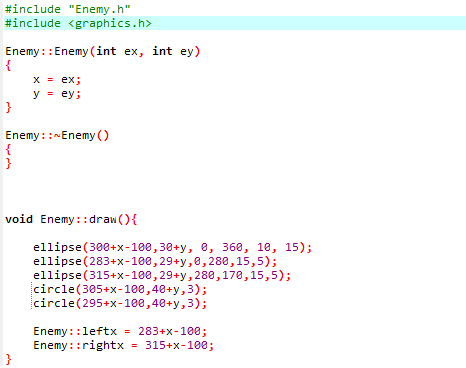 #include "Enemy.h"
#include <graphics.h>
Enemy::Enemy(int ex, int ey)
{
x = ex;
y = ey;
}
Enemy::~Enemy()
{
}
void Enemy::draw(){
ellipse(300+x-100,30+y, 0, 360, 10, 15);
ellipse(283+x-100,29+y,0,280,15,5);
ellipse(315+x-100,29+y,280,170,15,5);
circle(305+x-100,40+y,3);
circle(295+x-100,40+y,3);
Enemy::leftx = 283+x-100;
Enemy::rightx = 315+x-100;
}